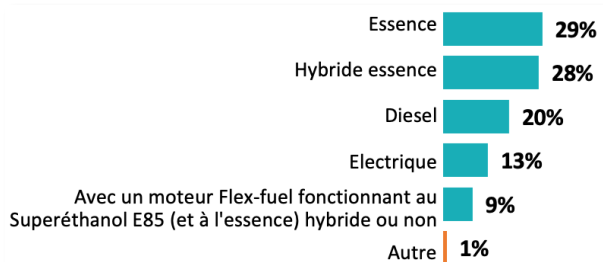 Essence 29%
Hybride essence 28%
Diesel 20%
Electrique 13%
Avec un moteur Flex-fuel fonctionnant au
Superéthanol E85 (et à l'essence) hybride ou non 9%
Autre 1%